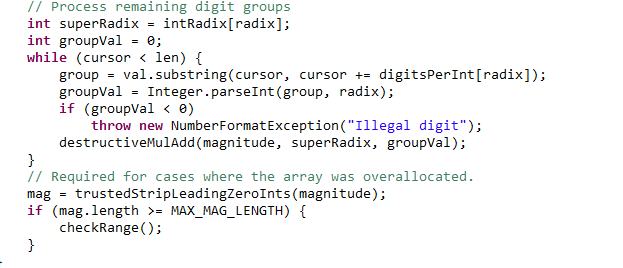 // Process remaining digit groups
int superRadix = intRadix[radix];
int groupVal = 0;
while (cursor < len) {
    group = val.substring(cursor, cursor += digitsPerInt[radix]);
    groupVal = Integer.parseInt(group, radix);
    if (groupVal < 0)
        throw new NumberFormatException("Illegal digit");
    destructiveMulAdd(magnitude, superRadix, groupVal);
}
// Required for cases where the array was overallocated.
mag = trustedStripLeadingZeroInts(magnitude);
if (mag.length >= MAX_MAG_LENGTH) {
    checkRange();
}